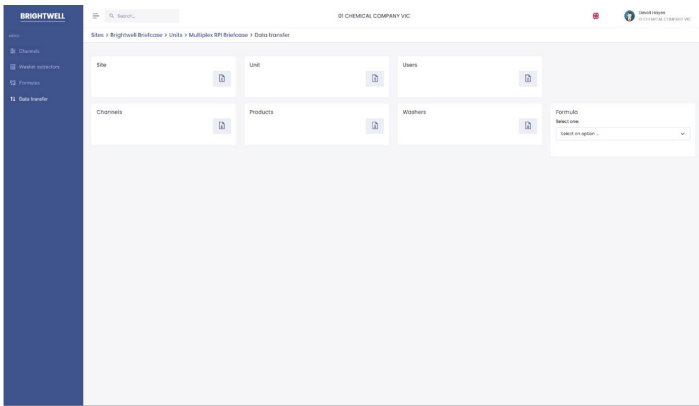 BRIGHTWELL
Search...
01 CHEMICAL COMPANY VIC
David Hayes
01 CHEMICAL COMPANY VIC
MENU
Channels
Washer extractors
Formulas
Data transfer
Sites > Brightwell Briefcase > Units > Multiplex RPI Briefcase > Data transfer
Site
Unit
Users
Channels
Products
Washers
Formula
Select one:
Select an option ...